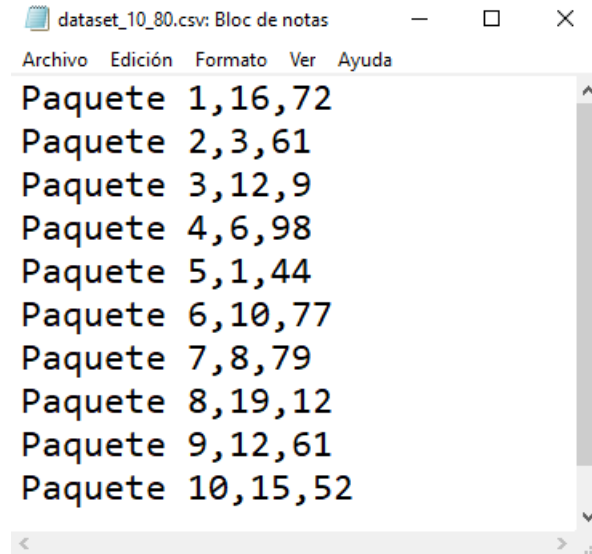 dataset_10_80.csv: Bloc de notas
Archivo Edición Formato Ver Ayuda
Paquete 1,16,72
Paquete 2,3,61
Paquete 3,12,9
Paquete 4,6,98
Paquete 5,1,44
Paquete 6,10,77
Paquete 7,8,79
Paquete 8,19,12
Paquete 9,12,61
Paquete 10,15,52